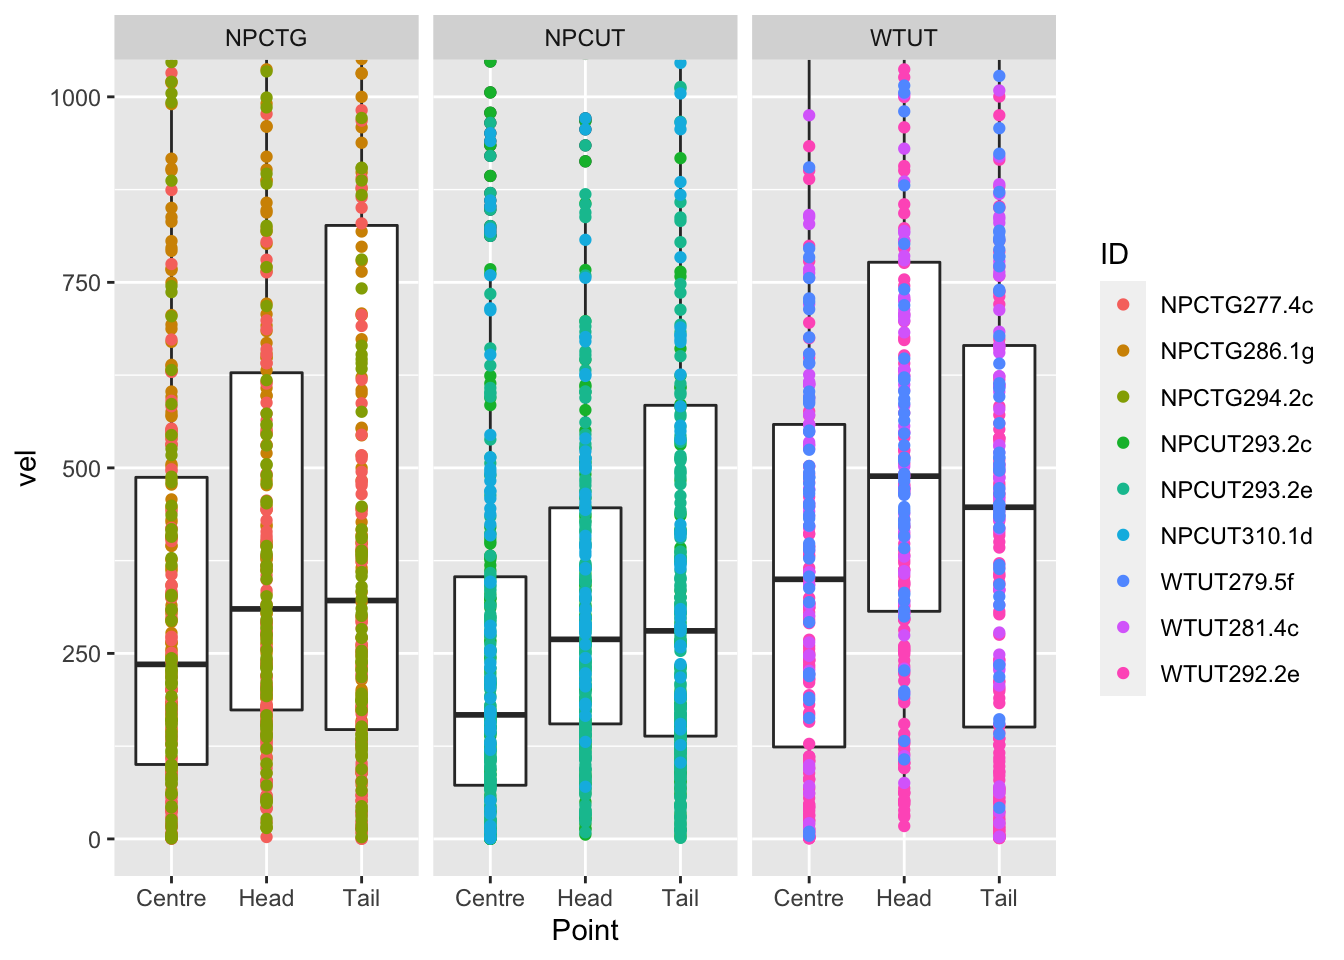 NPCTG NPCUT WTUT
1000
750
500
250
0
vel
Centre Head Tail Centre Head Tail Centre Head Tail
Point
ID
NPCTG277.4c
NPCTG286.1g
NPCTG294.2c
NPCUT293.2c
NPCUT293.2e
NPCUT310.1d
WTUT279.5f
WTUT281.4c
WTUT292.2e